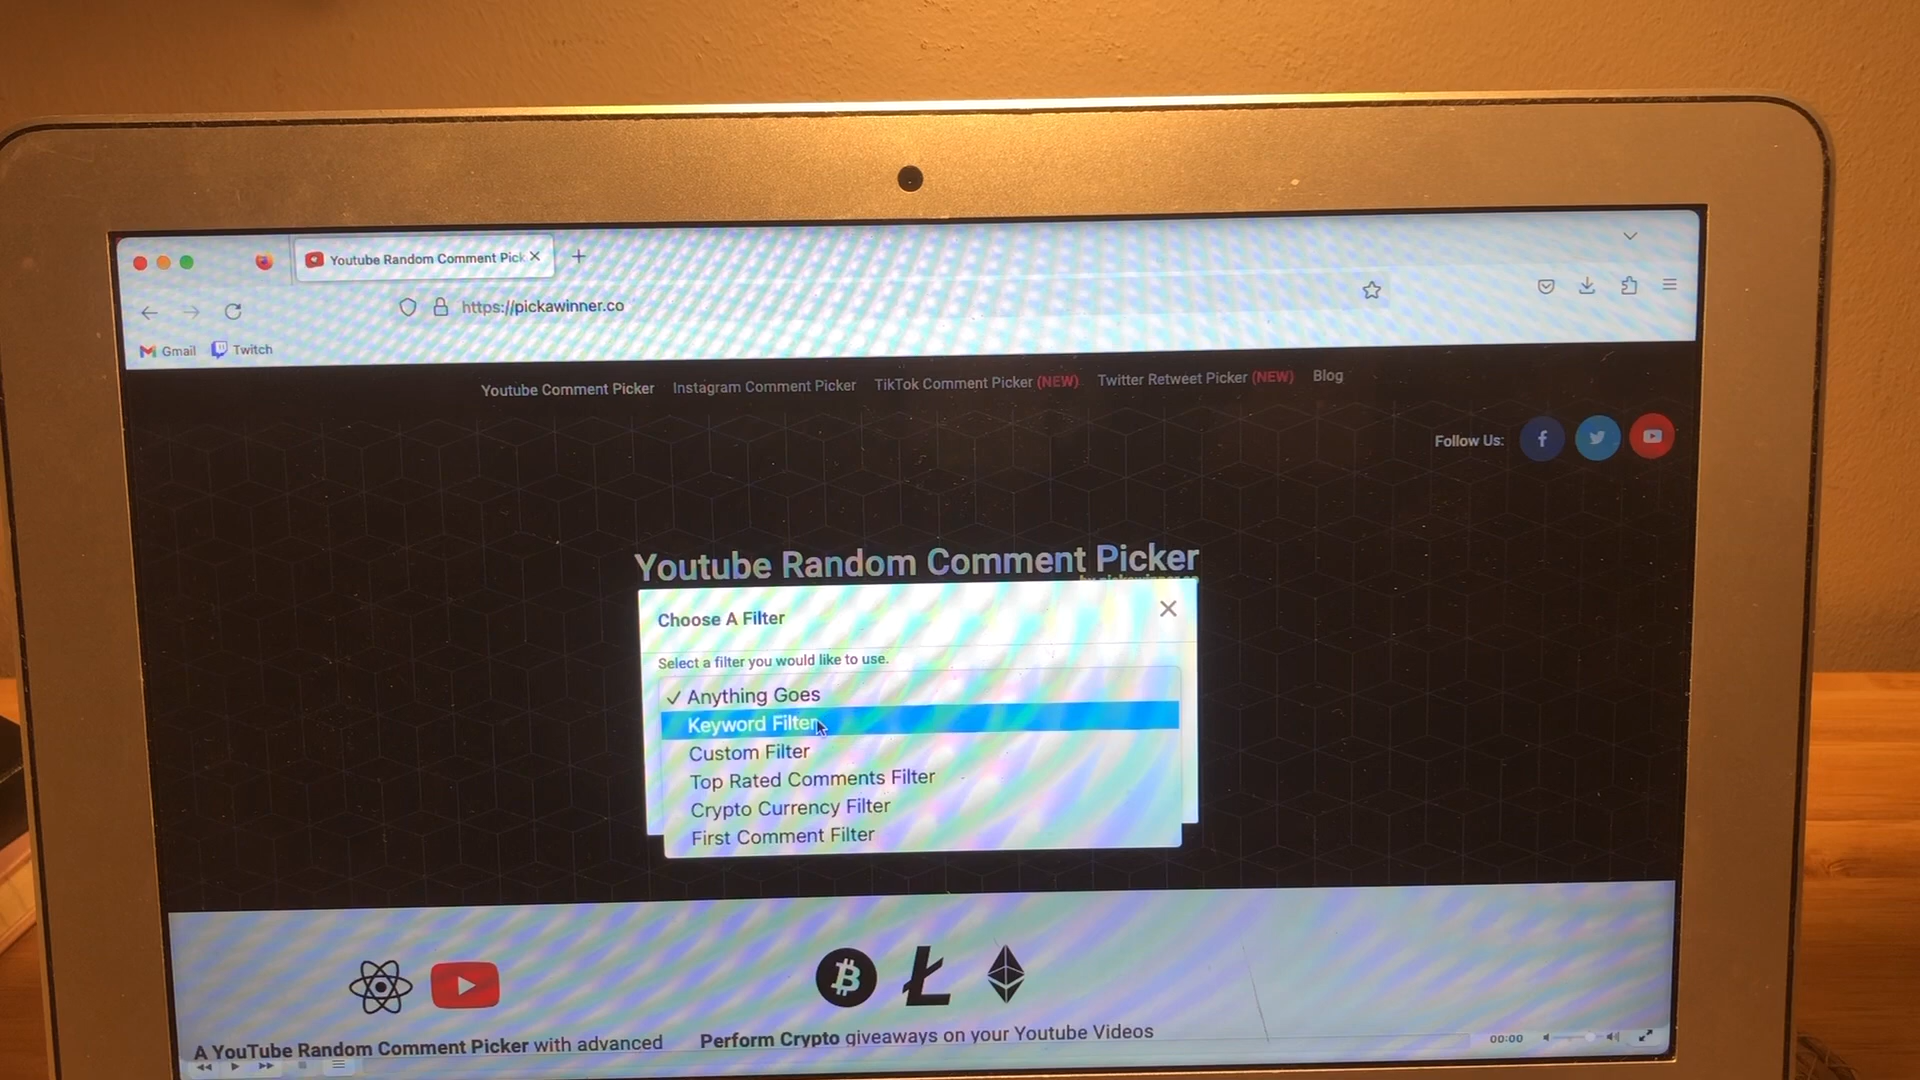 Youtube Random Comment Pick
https://pickawinner.co
Gmail Twitch
Youtube Comment Picker Instagram Comment Picker TikTok Comment Picker (NEW) Twitter Retweet Picker (NEW) Blog
Follow Us:
Youtube Random Comment Picker
Choose A Filter
Select a filter you would like to use.
Anything Goes
Keyword Filter
Custom Filter
Top Rated Comments Filter
Crypto Currency Filter
First Comment Filter
A YouTube Random Comment Picker with advanced
Perform Crypto giveaways on your Youtube Videos
00:00